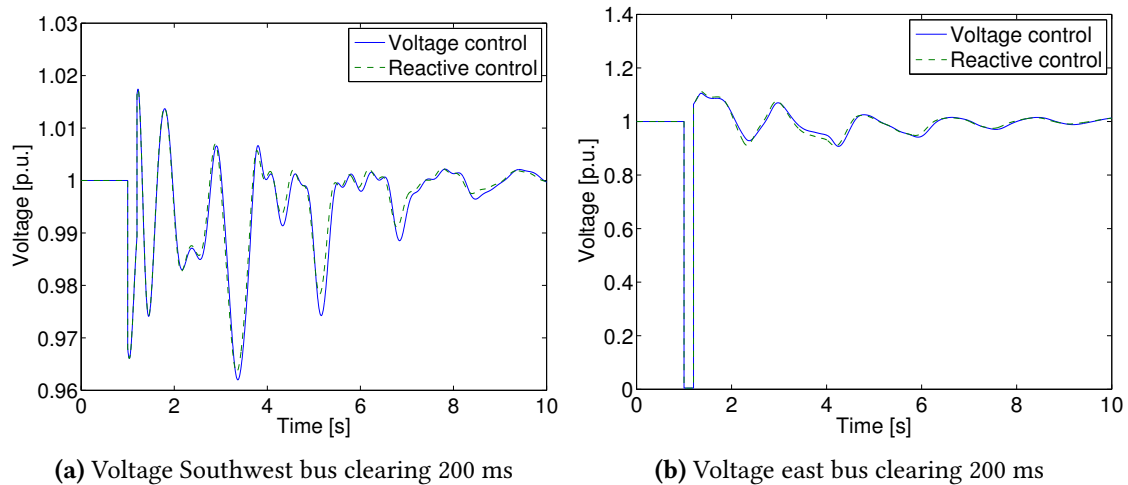 1.03
1.02
1.01
1
0.99
0.98
0.97
0.96
Voltage [p.u.]
0 2 4 6 8 10
Time [s]
Voltage control
Reactive control
(a) Voltage Southwest bus clearing 200 ms
1.4
1.2
1
0.8
0.6
0.4
0.2
0
Voltage [p.u.]
0 2 4 6 8 10
Time [s]
Voltage control
Reactive control
(b) Voltage east bus clearing 200 ms